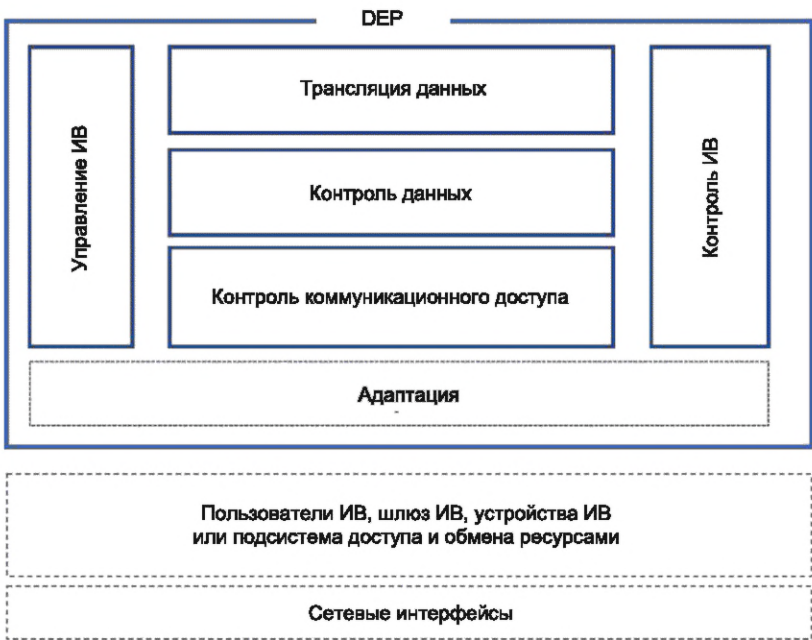 DEP
Управление ИВ
Трансляция данных
Контроль данных
Контроль коммуникационного доступа
Контроль ИВ
Адаптация
Пользователи ИВ, шлюз ИВ, устройства ИВ
или подсистема доступа и обмена ресурсами
Сетевые интерфейсы